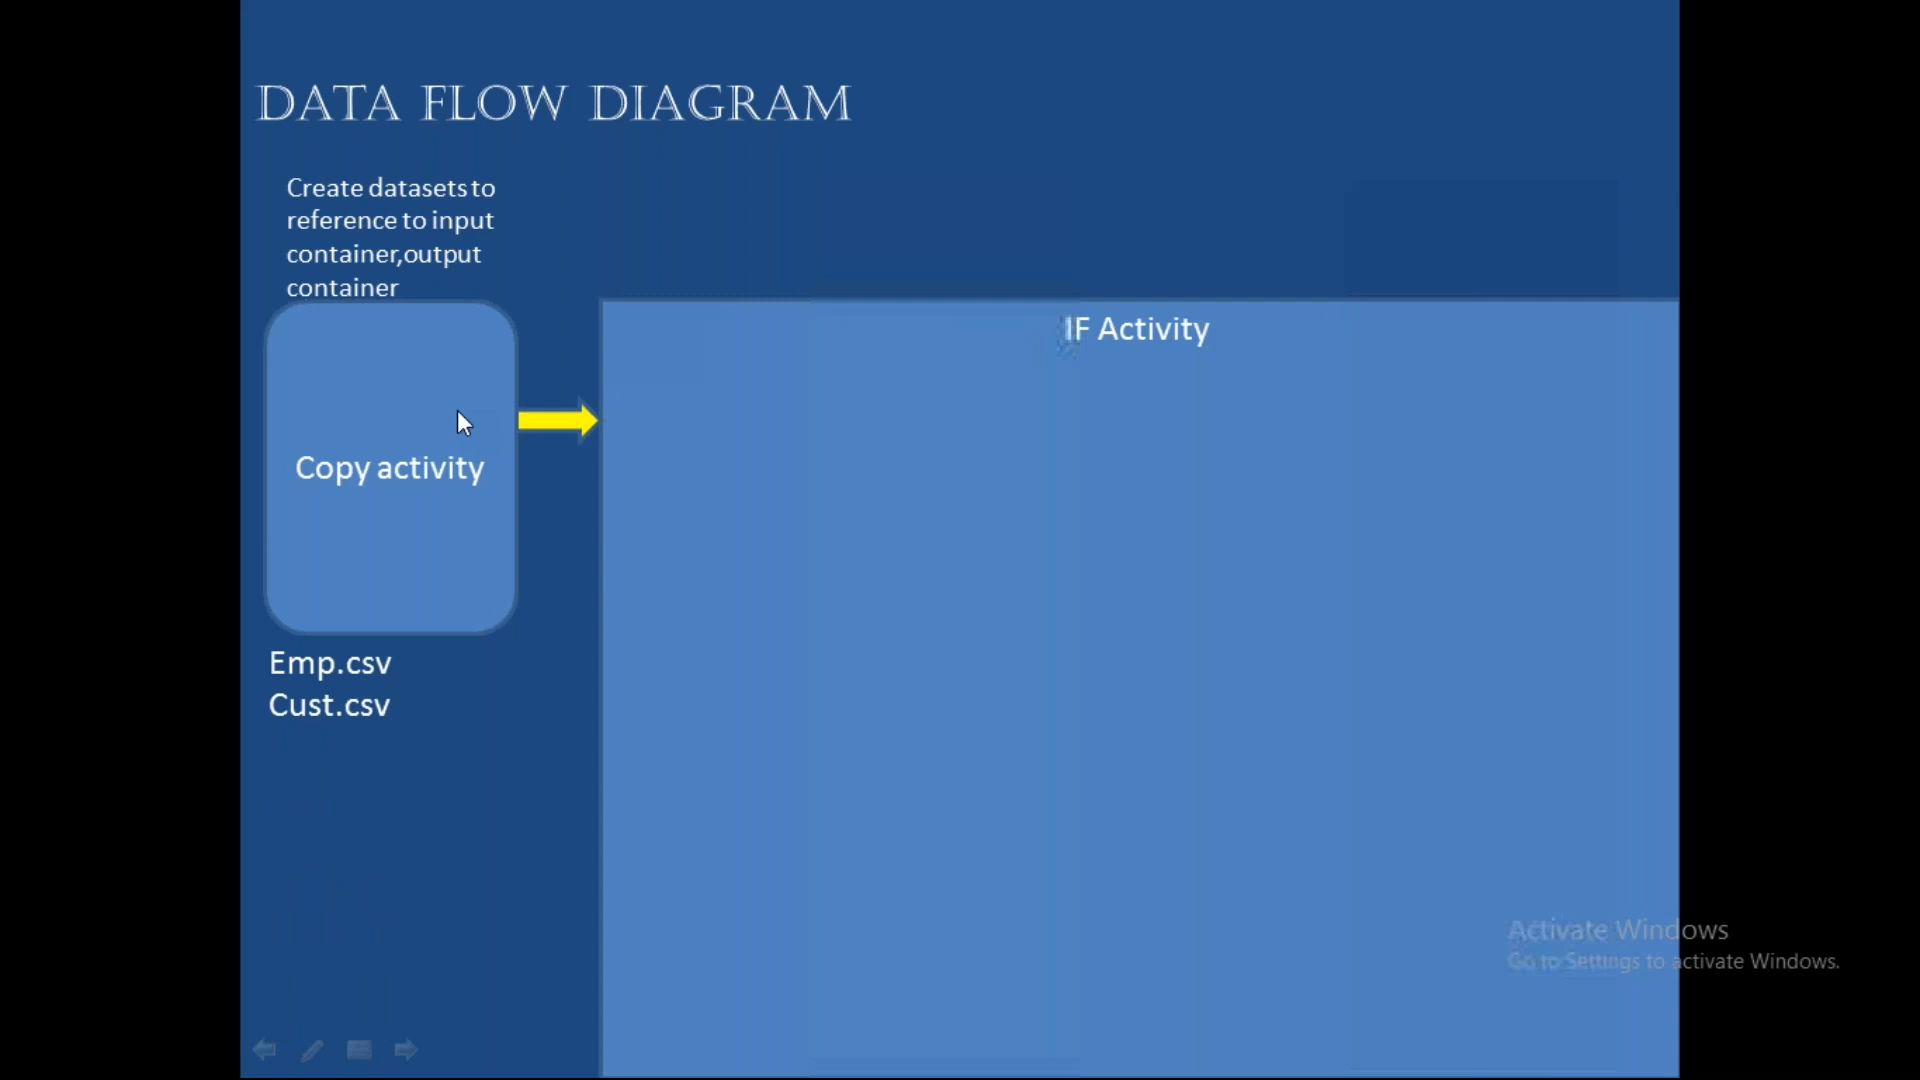 DATA FLOW DIAGRAM
Create datasets to
reference to input
container,output
container
IF Activity
Copy activity
Emp.csv
Cust.csv
Activate Windows
Go to Settings to activate Windows.